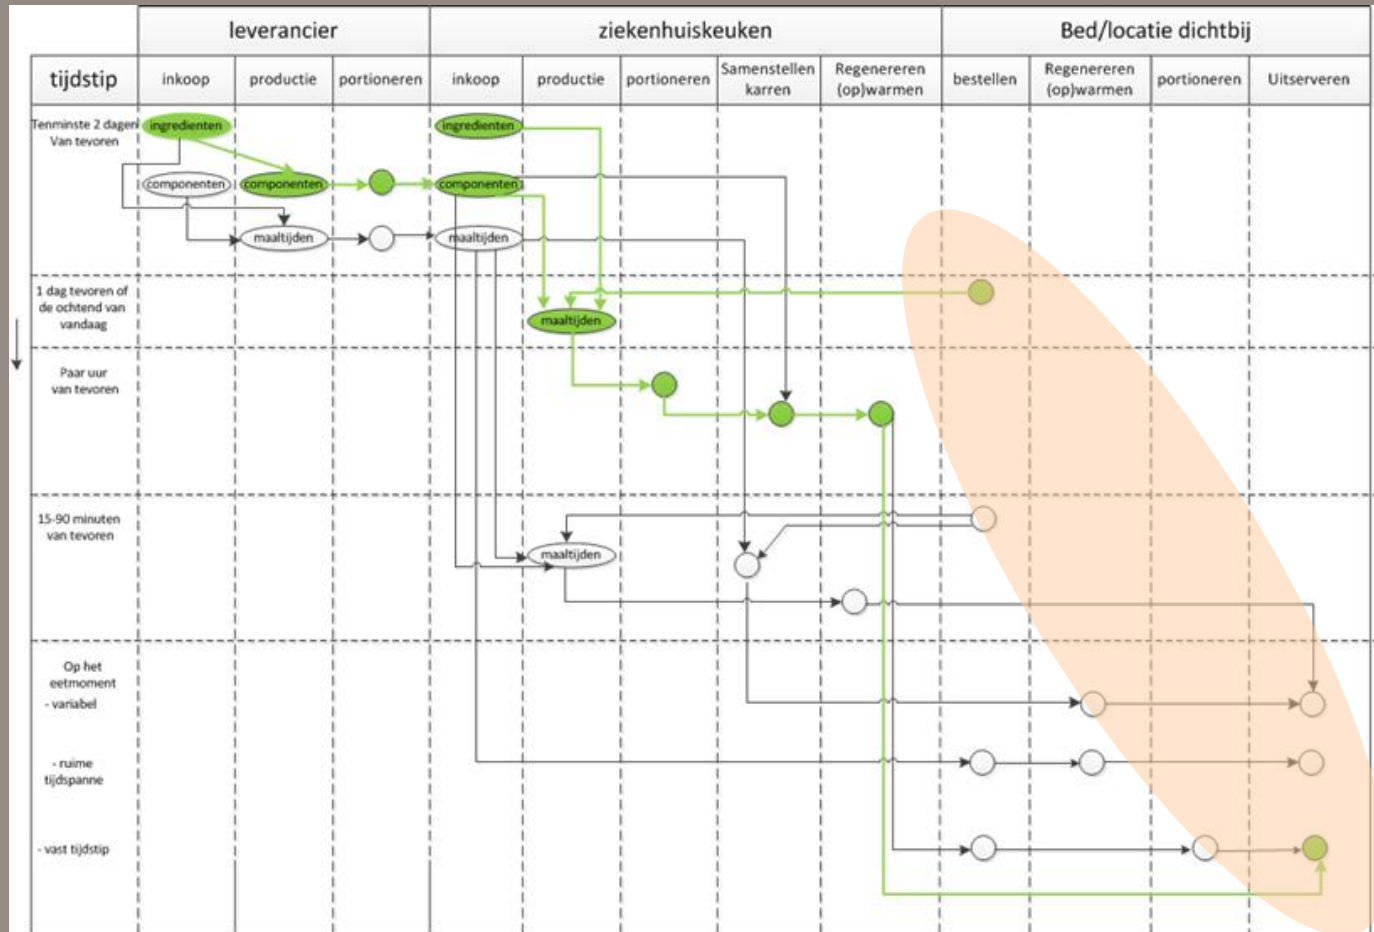 leverancier ziekenhuiskeuken Bed/locatie dichtbij
tijdstip inkoop productie portioneren inkoop productie portioneren Samenstellen karren Regenereren (op)warmen bestellen Regenereren (op)warmen portioneren Uitserveren
Tenminste 2 dagen
Van tevoren
ingredienten ingredienten
componenten componenten componenten
maaltijden maaltijden
1 dag tevoren of
de ochtend van
vandaag
maaltijden
Paar uur
van tevoren
15-90 minuten
van tevoren
maaltijden
Op het
eetmoment
- variabel
- ruime
tijdspanne
- vast tijdstip